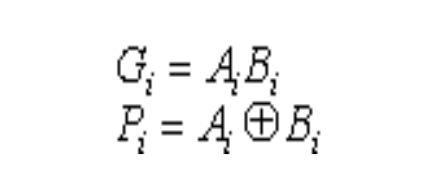 Gᵢ = AᵢBᵢ
Pᵢ = Aᵢ ⊕ Bᵢ